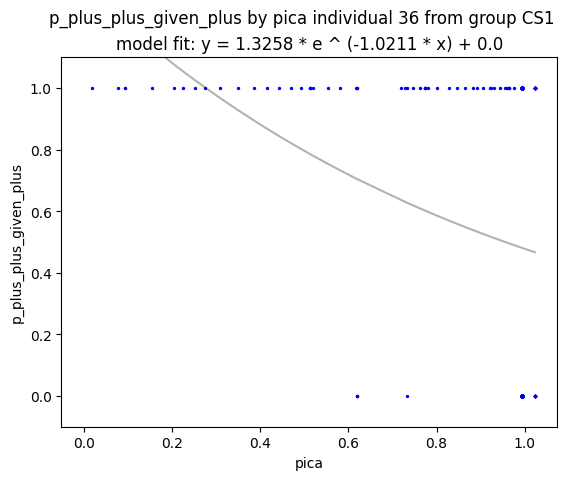 p_plus_plus_given_plus by pica individual 36 from group CS1
model fit: y = 1.3258 * e ^ (-1.0211 * x) + 0.0
1.0
0.8
0.6
0.4
0.2
0.0
p_plus_plus_given_plus
0.0 0.2 0.4 0.6 0.8 1.0
pica